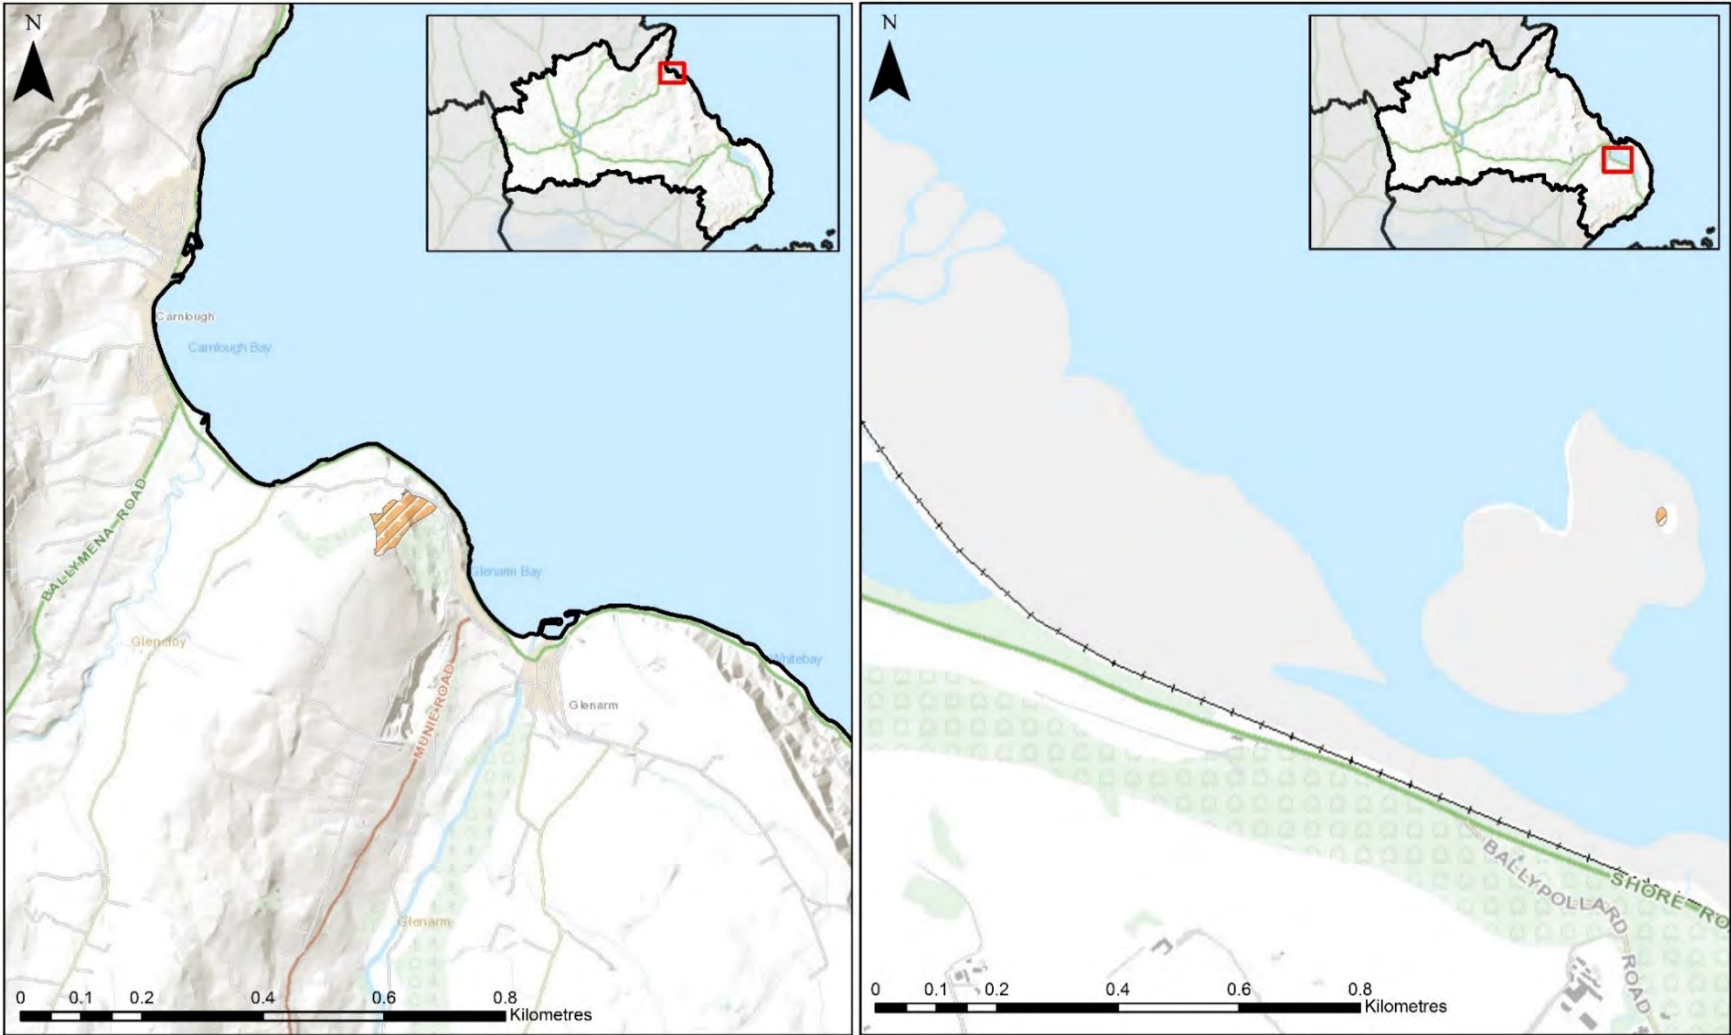 N
Carnlough
Carnlough Bay
BALLYMENA ROAD
Glenarm Bay
Glencloy
Whitebay
MUNIE ROAD
Glenarm
Glenarm
0 0.1 0.2 0.4 0.6 0.8
Kilometres
N
BALLYPOLLARD ROAD
SHORE RO
0 0.1 0.2 0.4 0.6 0.8
Kilometres